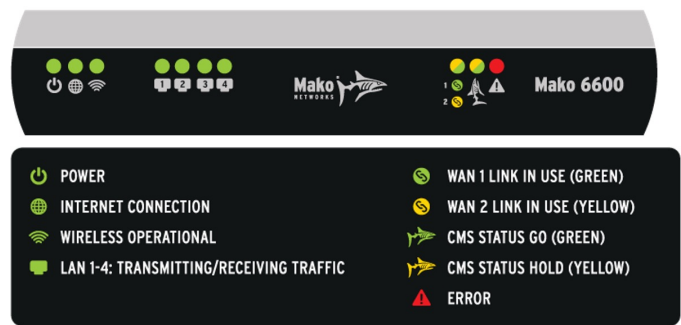 1 2 3 4
Mako
NETWORKS
1
2
Mako 6600
POWER
INTERNET CONNECTION
WIRELESS OPERATIONAL
LAN 1-4: TRANSMITTING/RECEIVING TRAFFIC
WAN 1 LINK IN USE (GREEN)
WAN 2 LINK IN USE (YELLOW)
CMS STATUS GO (GREEN)
CMS STATUS HOLD (YELLOW)
ERROR